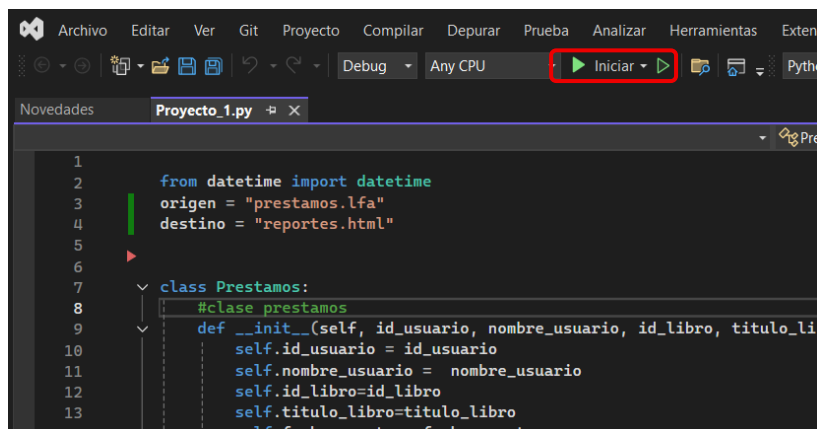 Archivo Editar Ver Git Proyecto Compilar Depurar Prueba Analizar Herramientas Exten
Debug Any CPU Iniciar Pyth
Novedades Proyecto_1.py
Pre
1
2 from datetime import datetime
3 origen = "prestamos.lfa"
4 destino = "reportes.html"
5
6
7 class Prestamos:
8 #clase prestamos
9 def __init__(self, id_usuario, nombre_usuario, id_libro, titulo_li
10 self.id_usuario = id_usuario
11 self.nombre_usuario =  nombre_usuario
12 self.id_libro=id_libro
13 self.titulo_libro=titulo_libro